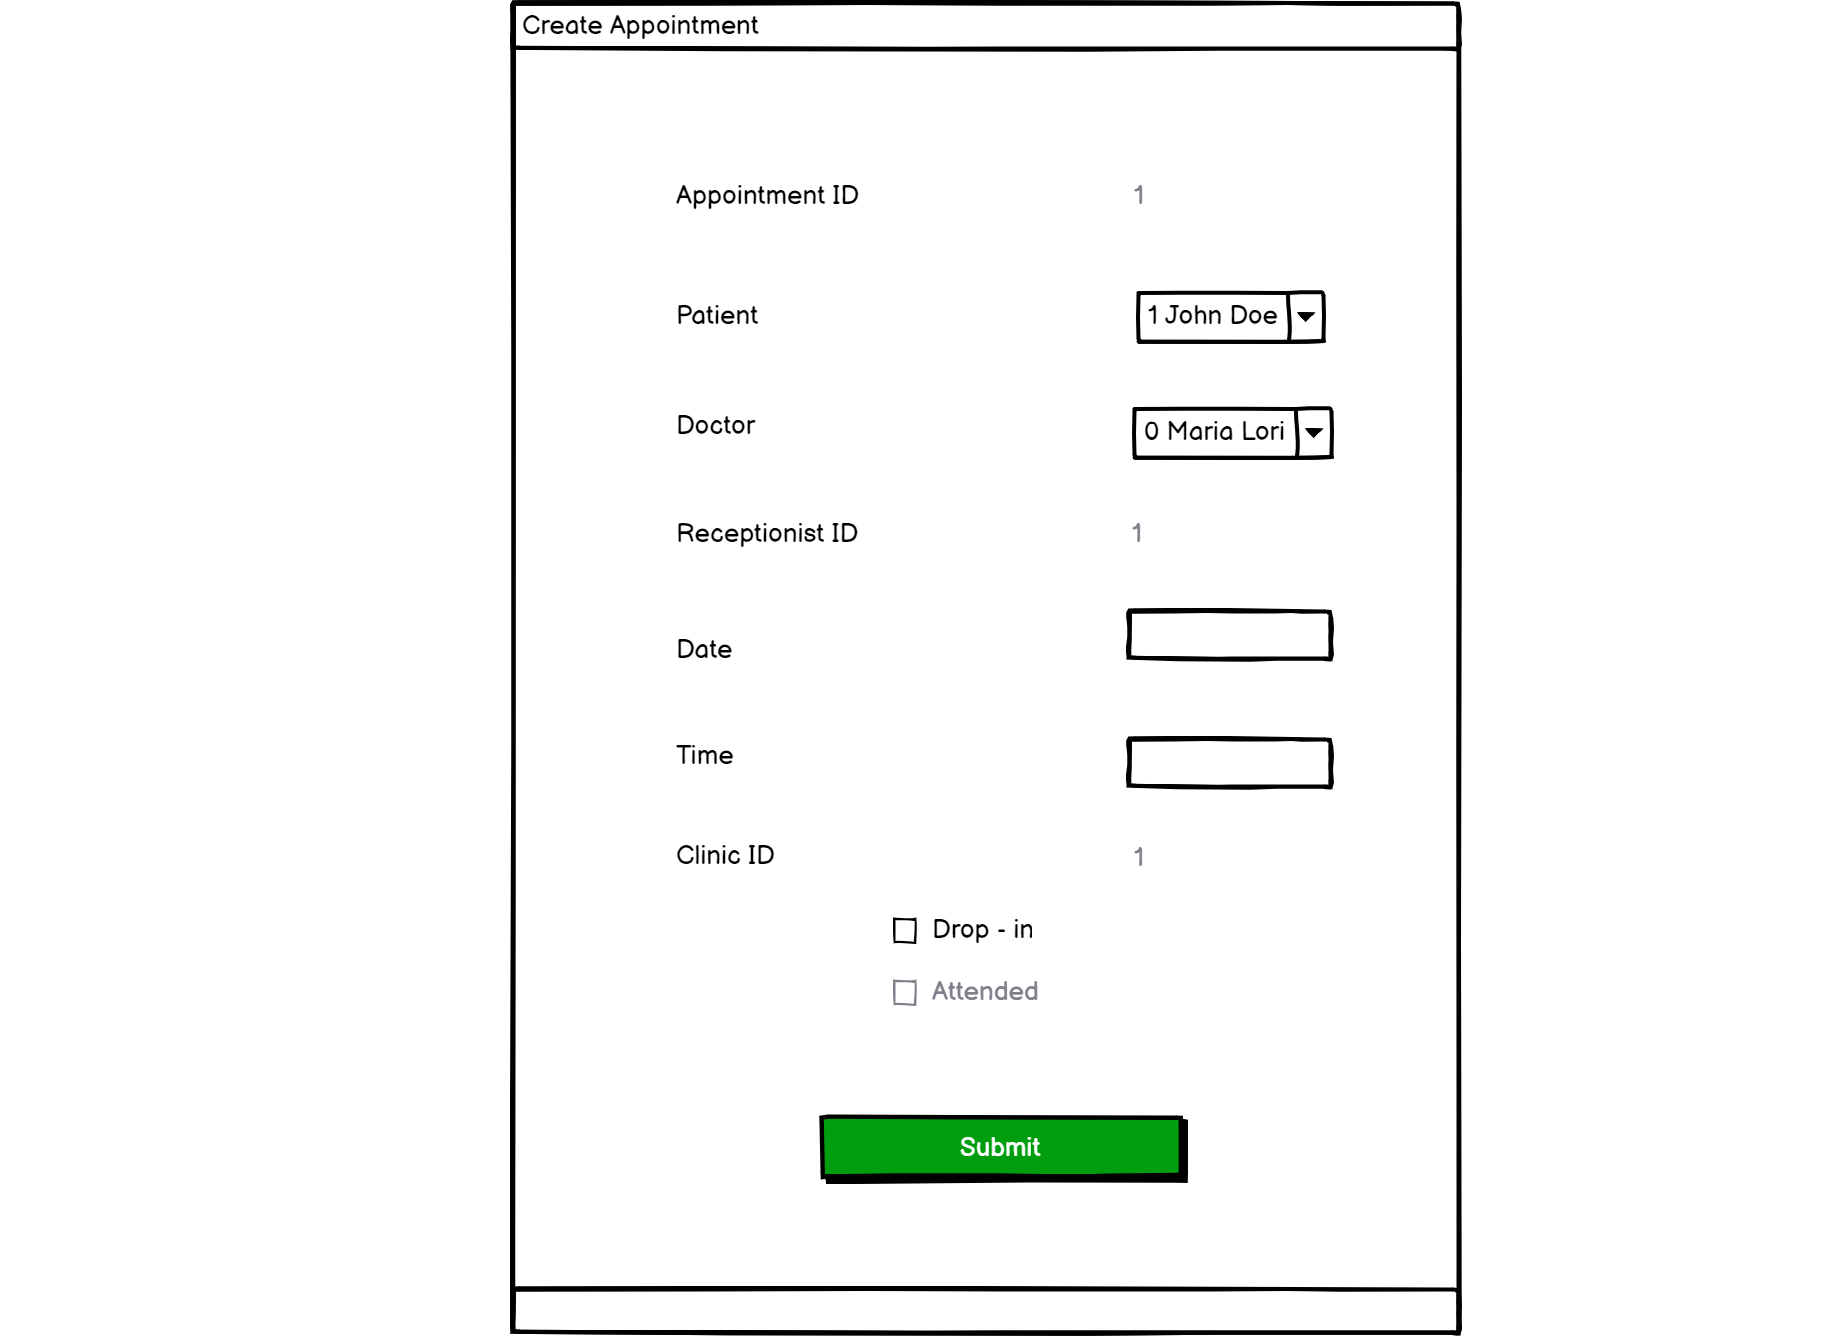 Create Appointment
Appointment ID 1
Patient 1 John Doe
Doctor 0 Maria Lori
Receptionist ID 1
Date
Time
Clinic ID 1
Drop - in
Attended
Submit